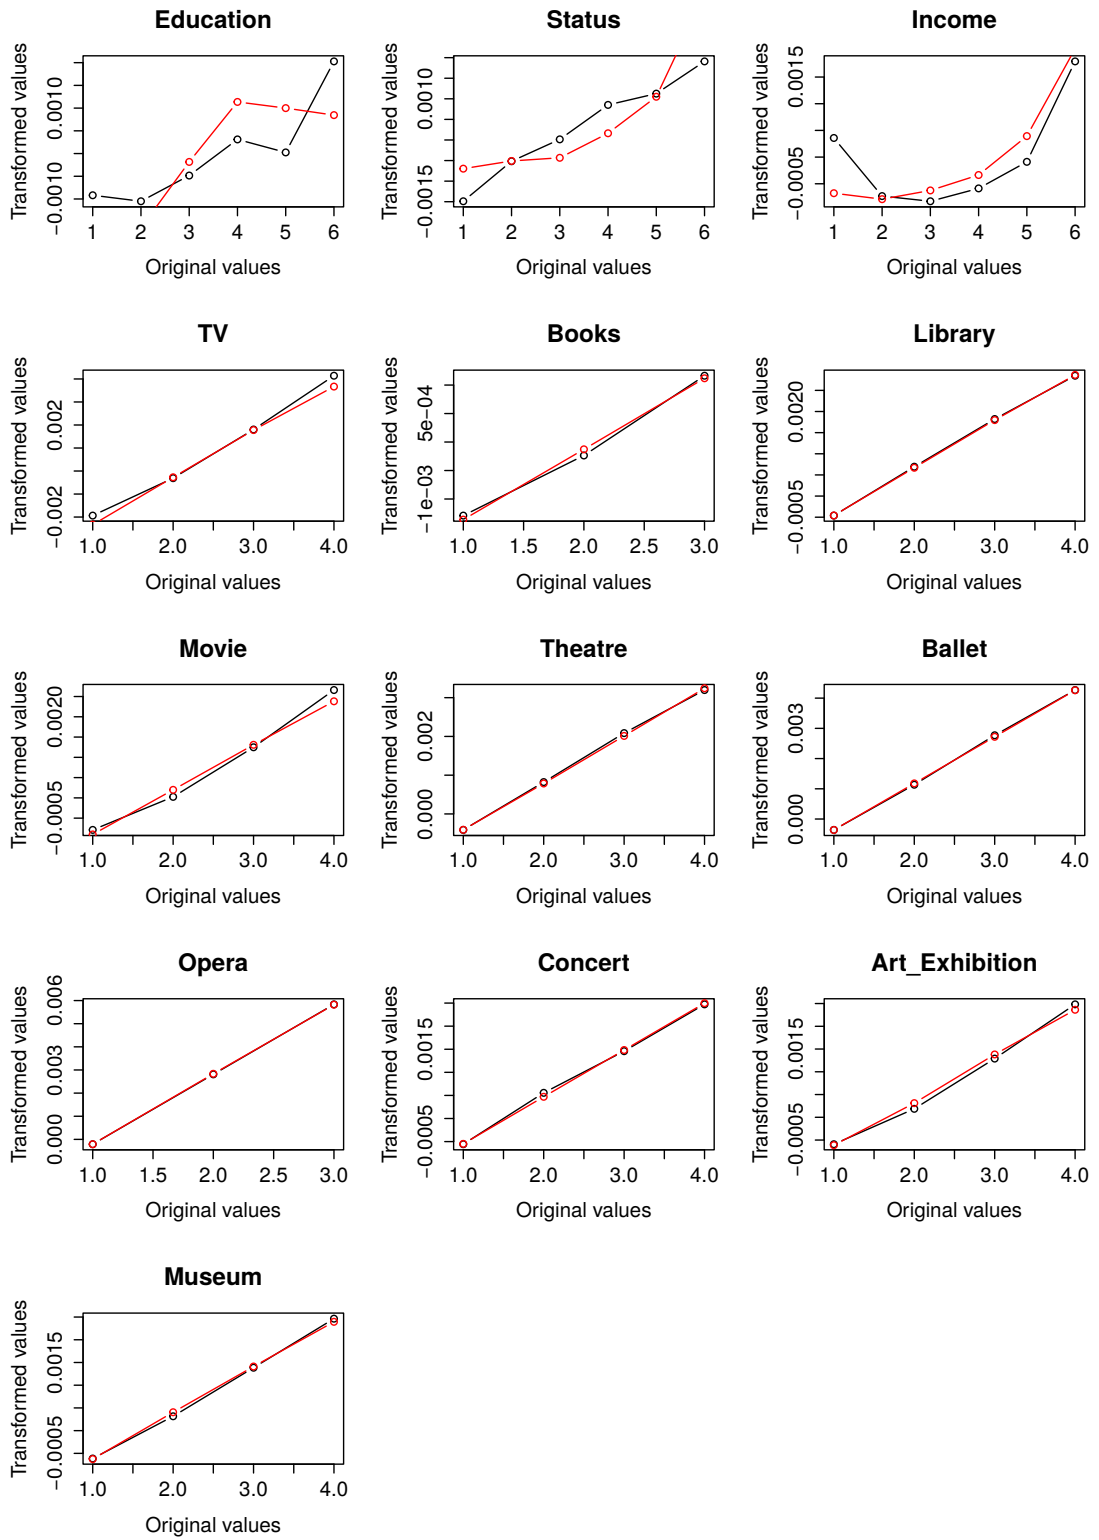 Education
Transformed values
−0.0010 0.0010
1 2 3 4 5 6
Original values
Status
Transformed values
−0.0015 0.0010
1 2 3 4 5 6
Original values
Income
Transformed values
−0.0005 0.0005 0.0015
1 2 3 4 5 6
Original values
TV
Transformed values
−0.002 0.002
1.0 2.0 3.0 4.0
Original values
Books
Transformed values
−1e−03 5e−04
1.0 1.5 2.0 2.5 3.0
Original values
Library
Transformed values
−0.0005 0.0020
1.0 2.0 3.0 4.0
Original values
Movie
Transformed values
−0.0005 0.0020
1.0 2.0 3.0 4.0
Original values
Theatre
Transformed values
0.000 0.002
1.0 2.0 3.0 4.0
Original values
Ballet
Transformed values
0.000 0.003
1.0 2.0 3.0 4.0
Original values
Opera
Transformed values
0.000 0.003 0.006
1.0 1.5 2.0 2.5 3.0
Original values
Concert
Transformed values
−0.0005 0.0015
1.0 2.0 3.0 4.0
Original values
Art_Exhibition
Transformed values
−0.0005 0.0015
1.0 2.0 3.0 4.0
Original values
Museum
Transformed values
−0.0005 0.0015
1.0 2.0 3.0 4.0
Original values